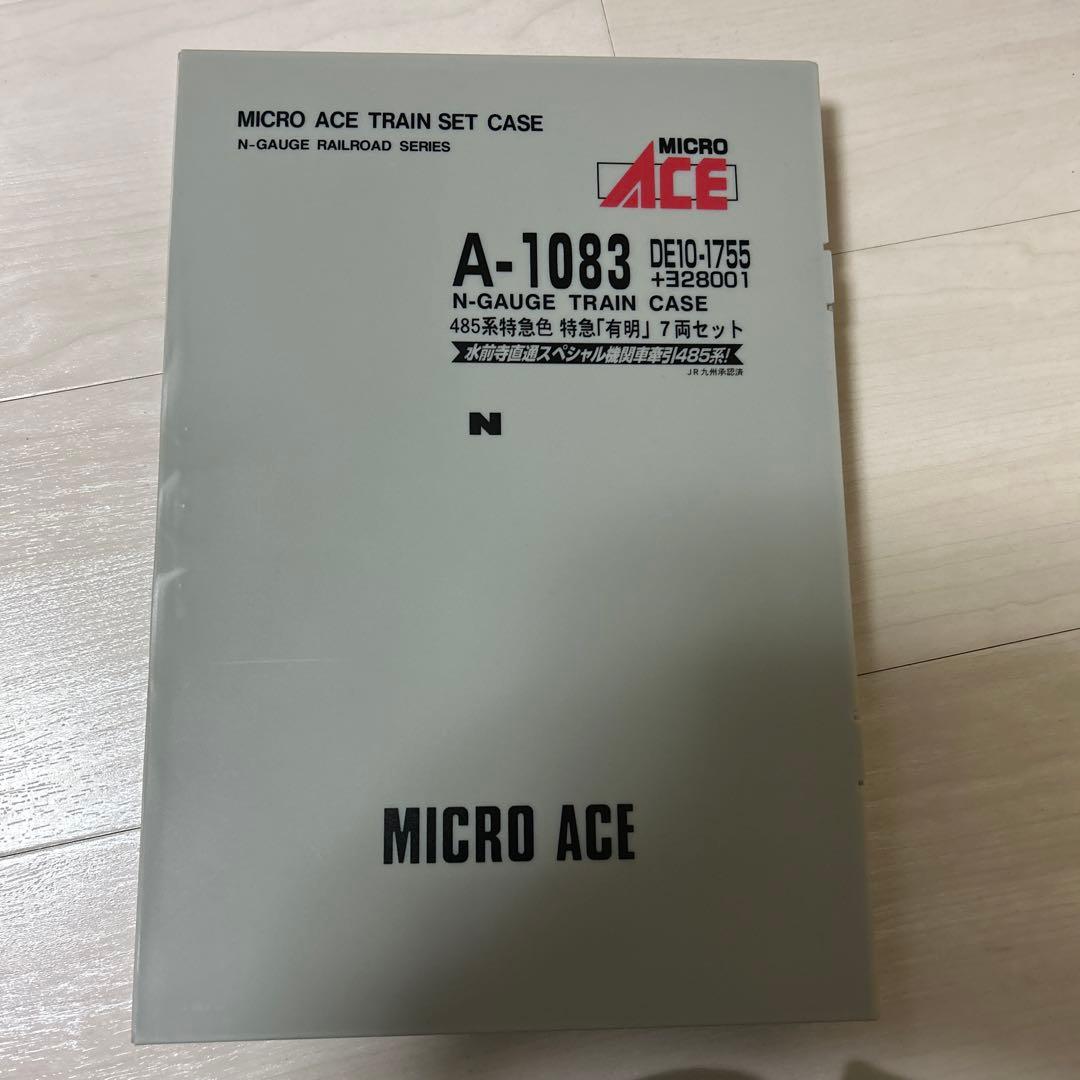 MICRO ACE TRAIN SET CASE
N-GAUGE RAILROAD SERIES
MICRO
ACE
A-1083 DE10-1755
+ヨ28001
N-GAUGE TRAIN CASE
485系特急色 特急「有明」7両セット
水前寺直通スペシャル機関車牽引485系!
JR九州承認済
N
MICRO ACE